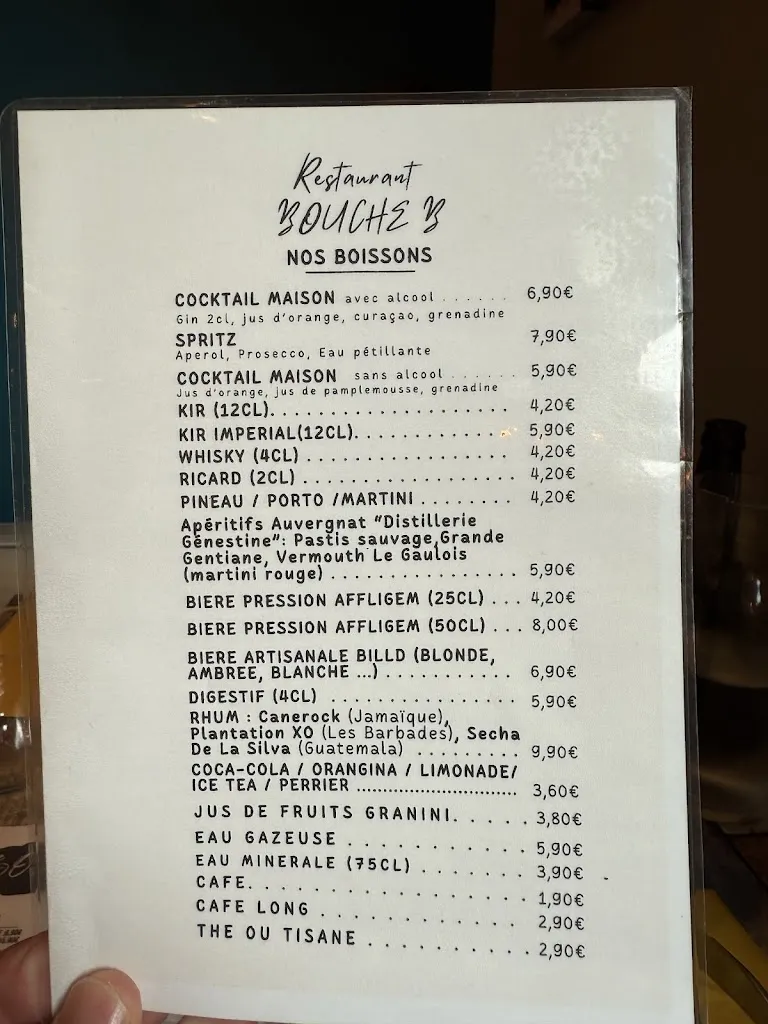 Restaurant
BOUCHE B
NOS BOISSONS
COCKTAIL MAISON avec alcool . . . . . . 6,90€
Gin 2cl, jus d'orange, curaçao, grenadine
SPRITZ 7,90€
Aperol, Prosecco, Eau pétillante
COCKTAIL MAISON sans alcool . . . . . . 5,90€
Jus d'orange, jus de pamplemousse, grenadine
KIR (12CL). . . . . . . . . . . . . . . . . . . . 4,20€
KIR IMPERIAL(12CL). . . . . . . . . . . . . 5,90€
WHISKY (4CL) . . . . . . . . . . . . . . . . . 4,20€
RICARD (2CL) . . . . . . . . . . . . . . . . . 4,20€
PINEAU / PORTO /MARTINI . . . . . . . . 4,20€
Apéritifs Auvergnat "Distillerie
Génestine": Pastis sauvage,Grande
Gentiane, Vermouth Le Gaulois
(martini rouge) . . . . . . . . . . . . . . . . 5,90€
BIERE PRESSION AFFLIGEM (25CL) . . . 4,20€
BIERE PRESSION AFFLIGEM (50CL) . . . 8,00€
BIERE ARTISANALE BILLD (BLONDE,
AMBREE, BLANCHE ...) . . . . . . . . . . . 6,90€
DIGESTIF (4CL) . . . . . . . . . . . . . . . . 5,90€
RHUM : Canerock (Jamaïque),
Plantation XO (Les Barbades), Secha
De La Silva (Guatemala) . . . . . . . . . 9,90€
COCA-COLA / ORANGINA / LIMONADE/
ICE TEA / PERRIER ................................ 3,60€
JUS DE FRUITS GRANINI. . . . . 3,80€
EAU GAZEUSE . . . . . . . . . . . . 5,90€
EAU MINERALE (75CL) . . . . . . . 3,90€
CAFE. . . . . . . . . . . . . . . . . . 1,90€
CAFE LONG . . . . . . . . . . . . . 2,90€
THE OU TISANE . . . . . . . . . . . 2,90€